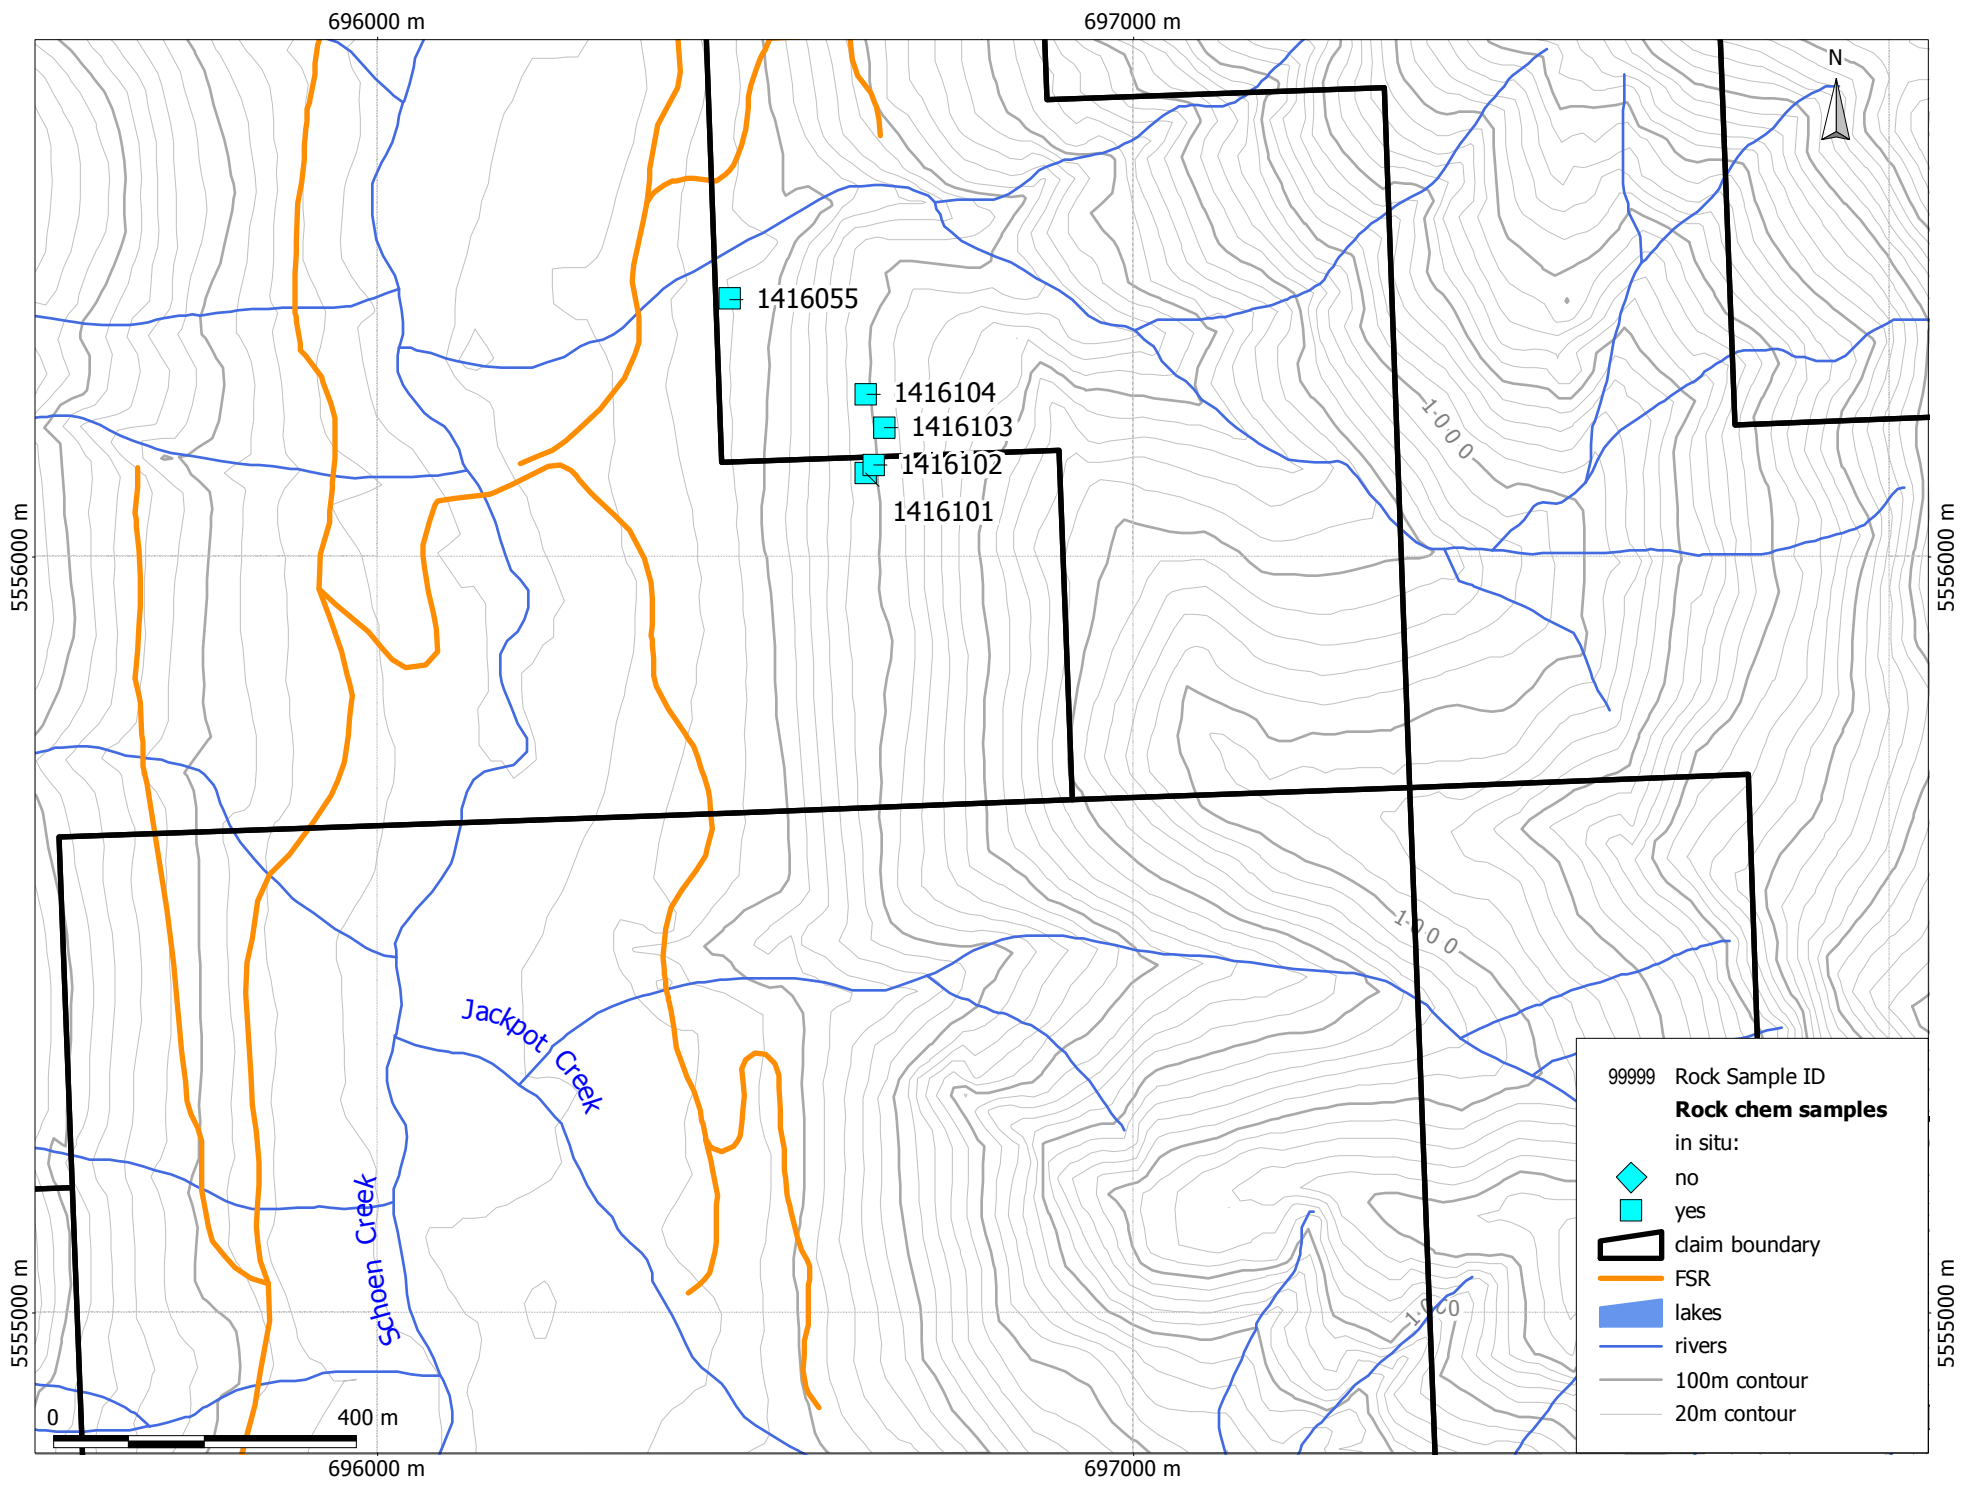 696000 m
697000 m
N
1416055
1416104
1416103
1416102
1416101
1000
5556000 m
5556000 m
1000
Jackpot Creek
Schoen Creek
1000
5555000 m
5555000 m
99999 Rock Sample ID
Rock chem samples
in situ:
no
yes
claim boundary
FSR
lakes
rivers
100m contour
20m contour
0 400 m
696000 m
697000 m